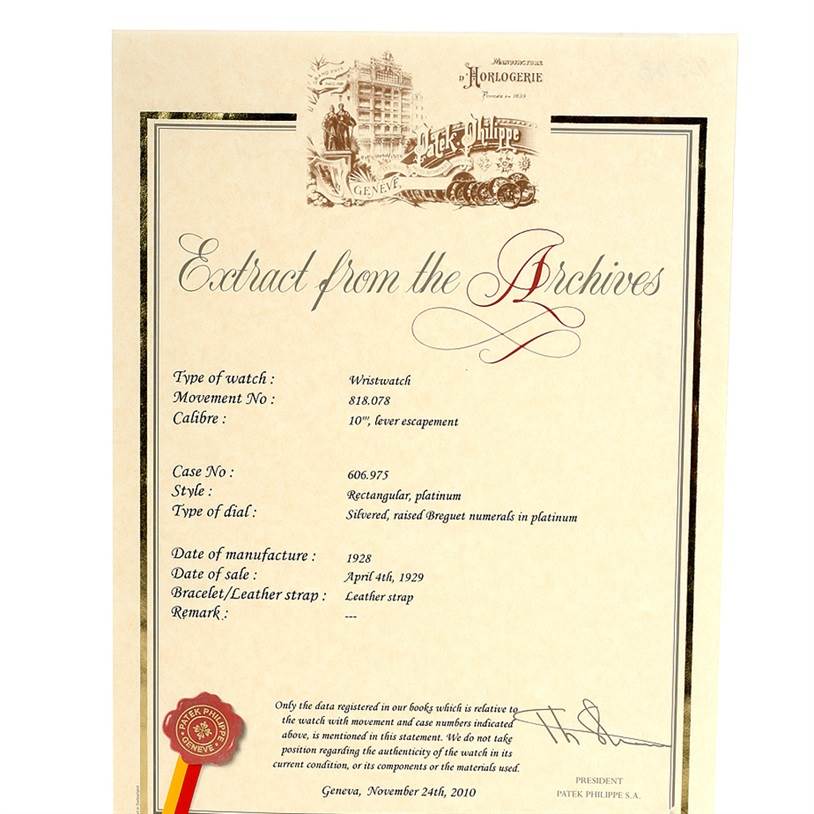 MANUFACTURE
D'HORLOGERIE
Fondée en 1839
Patek, Philippe
GENÈVE
Extract from the Archives
Type of watch : Wristwatch
Movement No : 818.078
Calibre : 10''', lever escapement
Case No : 606.975
Style : Rectangular, platinum
Type of dial : Silvered, raised Breguet numerals in platinum
Date of manufacture : 1928
Date of sale : April 4th, 1929
Bracelet/Leather strap : Leather strap
Remark : ---
Only the data registered in our books which is relative to
the watch with movement and case numbers indicated
above, is mentioned in this statement. We do not take
position regarding the authenticity of the watch in its
current condition, or its components or the materials used.
Geneva, November 24th, 2010
PATEK PHILIPPE
GENEVE
PRESIDENT
PATEK PHILIPPE S.A.